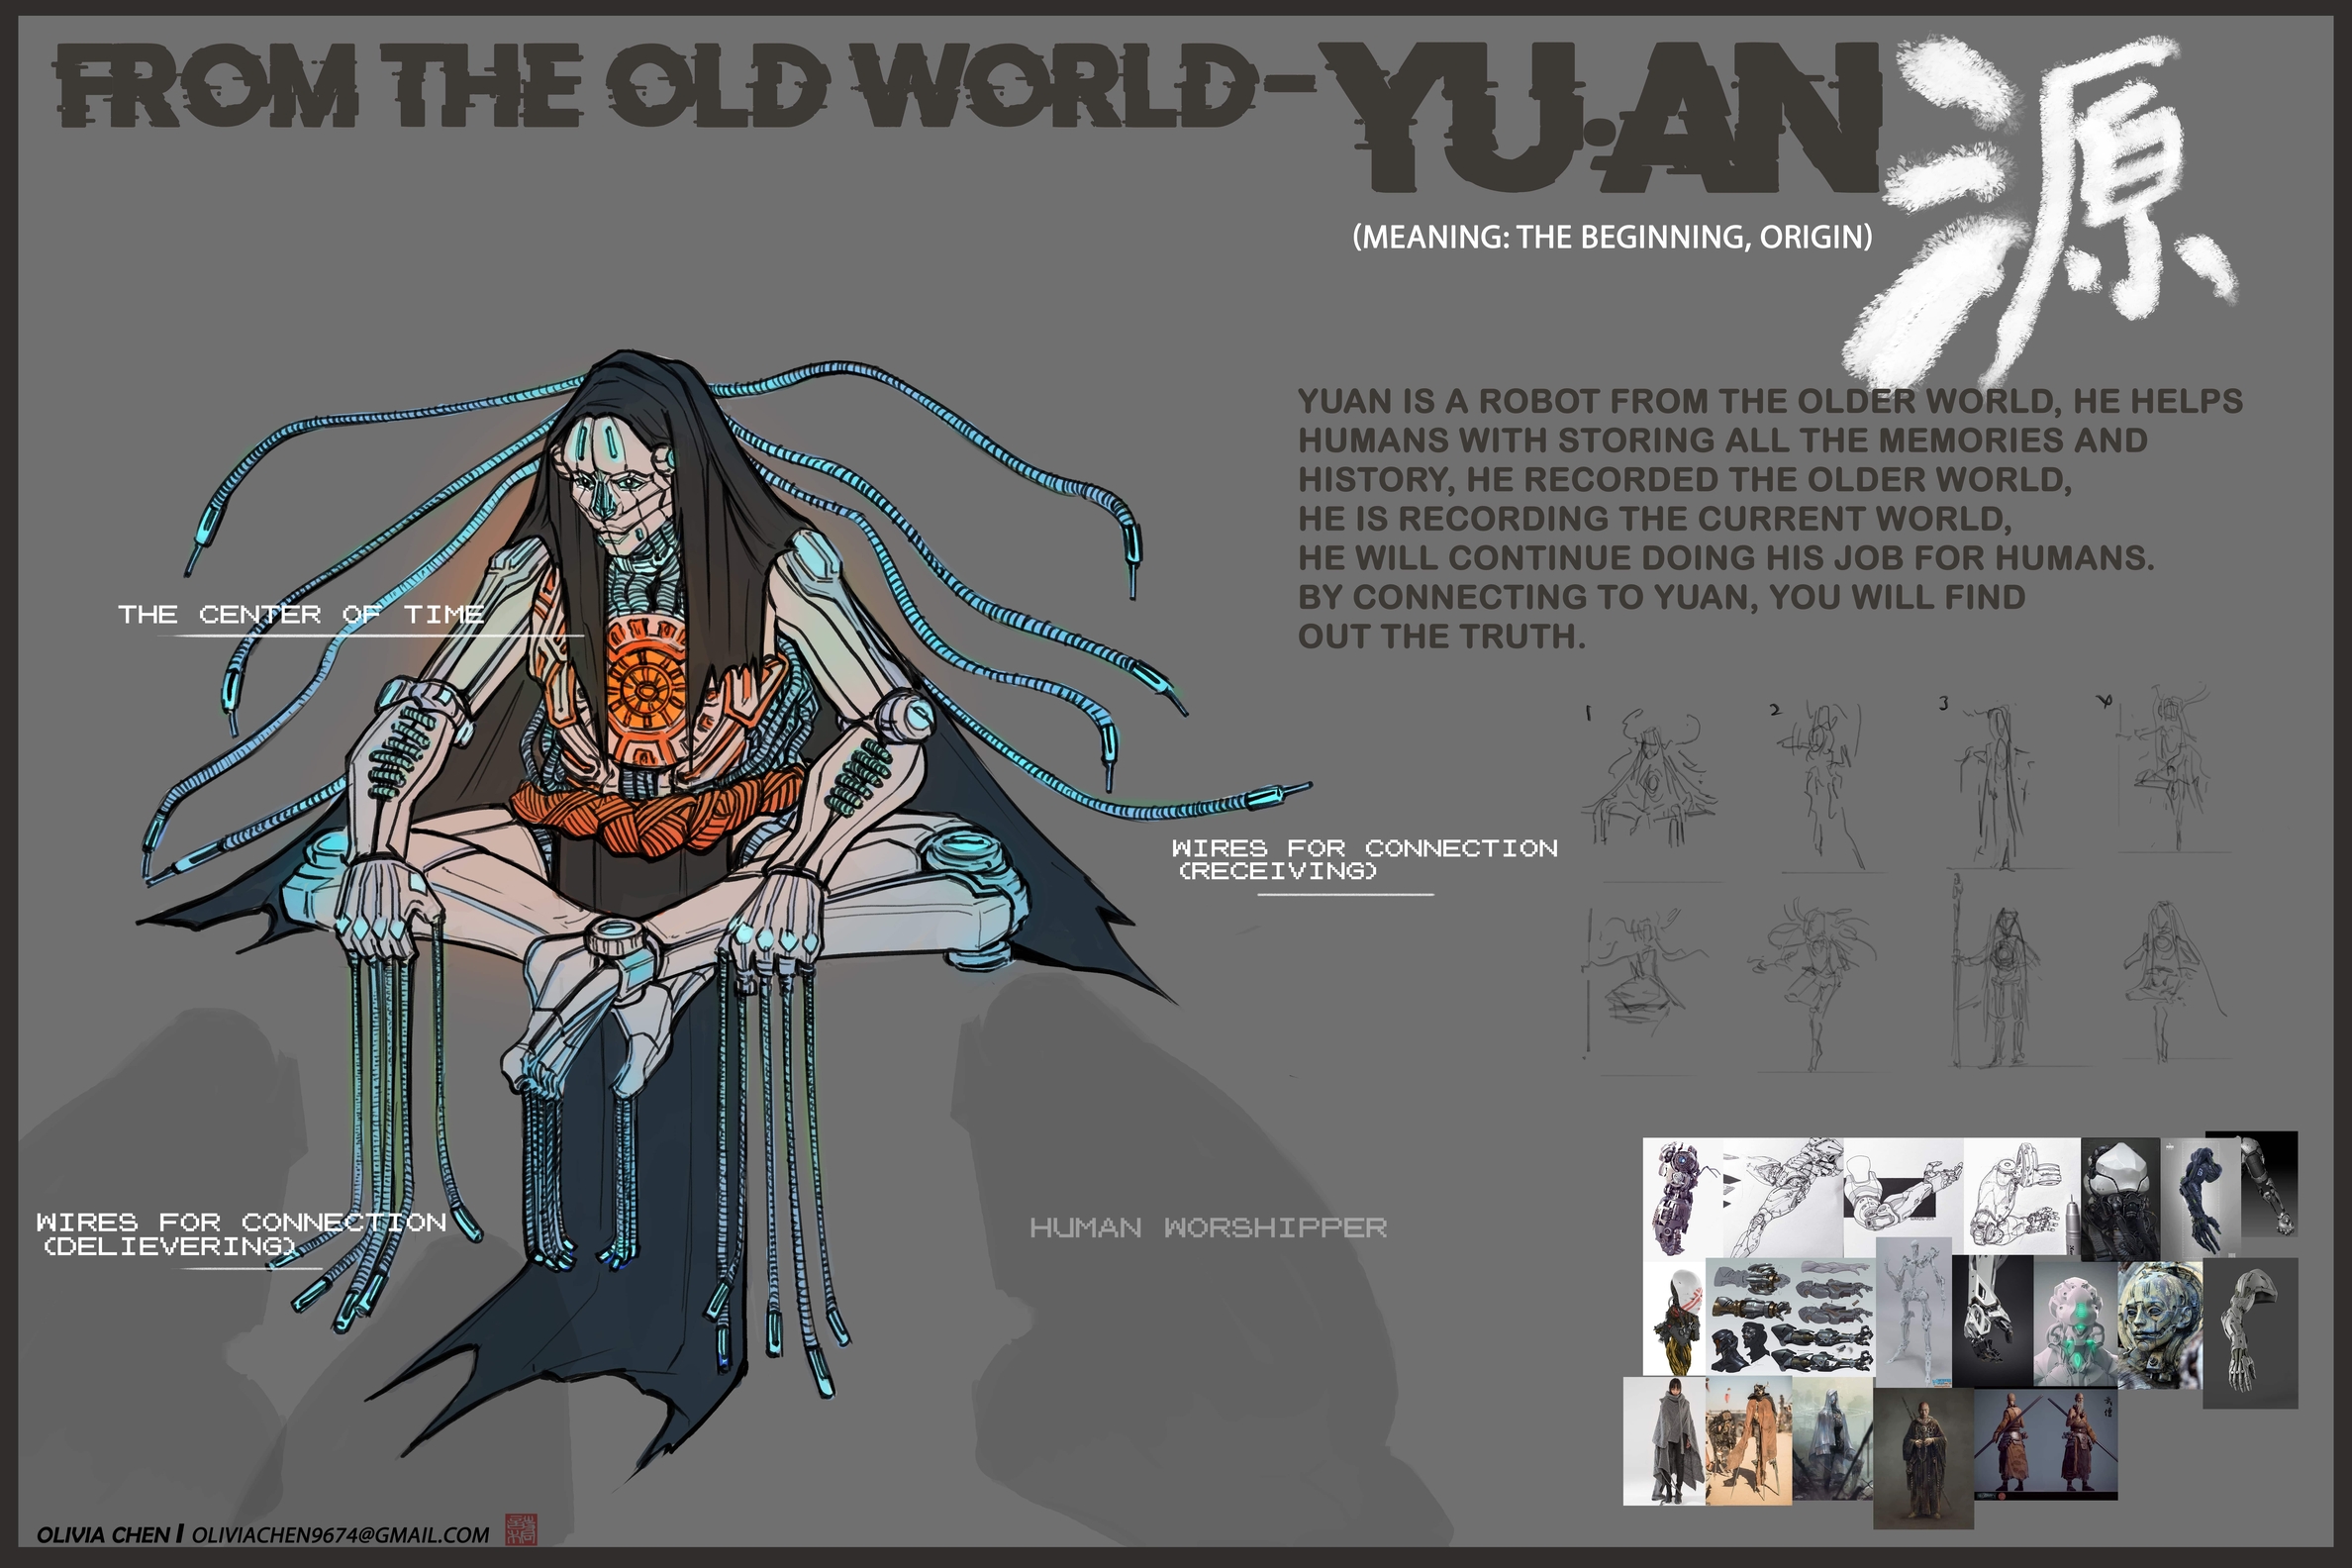 FROM THE OLD WORLD-YU·AN 源
(MEANING: THE BEGINNING, ORIGIN)
YUAN IS A ROBOT FROM THE OLDER WORLD, HE HELPS
HUMANS WITH STORING ALL THE MEMORIES AND
HISTORY, HE RECORDED THE OLDER WORLD,
HE IS RECORDING THE CURRENT WORLD,
HE WILL CONTINUE DOING HIS JOB FOR HUMANS.
BY CONNECTING TO YUAN, YOU WILL FIND
OUT THE TRUTH.
THE CENTER OF TIME
1 2 3
WIRES FOR CONNECTION
(RECEIVING)
WIRES FOR CONNECTION
(DELIEVERING)
HUMAN WORSHIPPER
OLIVIA CHEN | OLIVIACHEN9674@GMAIL.COM